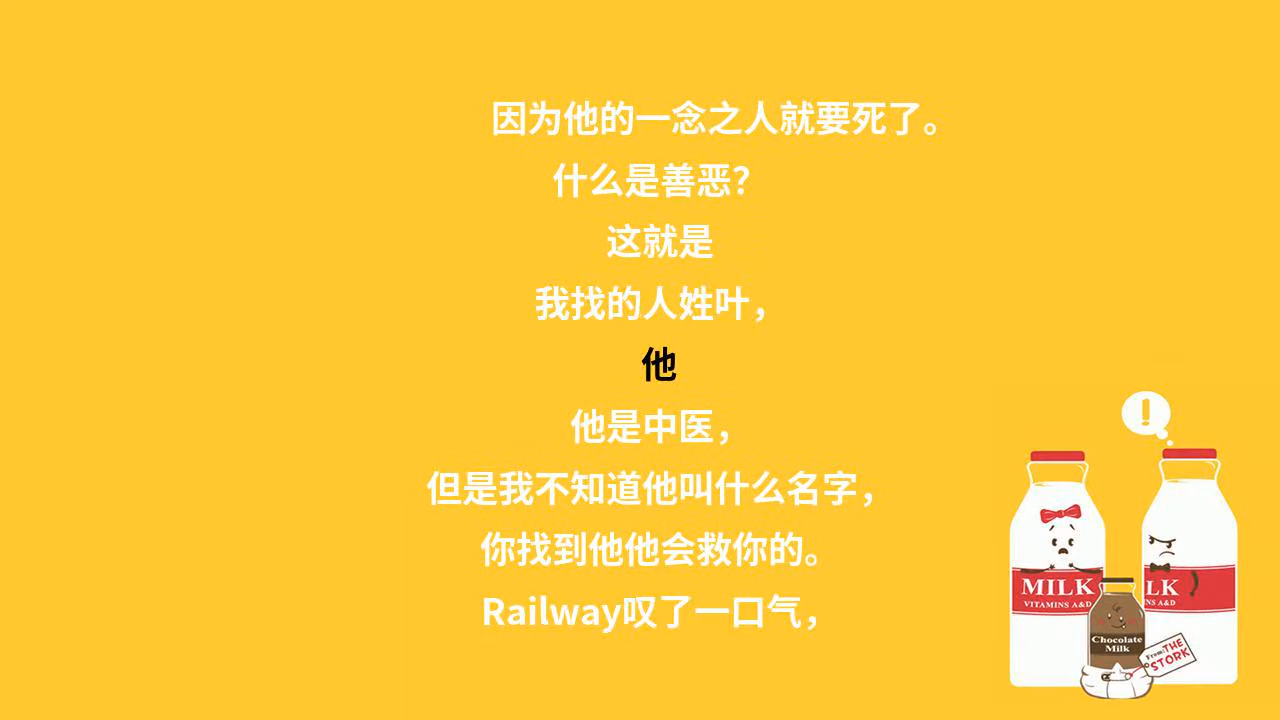 因为他的一念之人就要死了。
什么是善恶？
这就是
我找的人姓叶，
他
他是中医，
但是我不知道他叫什么名字，
你找到他他会救你的。
Railway叹了一口气，
!
MILK
VITAMINS A&D
LK
NS A&D
Chocolate
Milk
From: THE
STORK